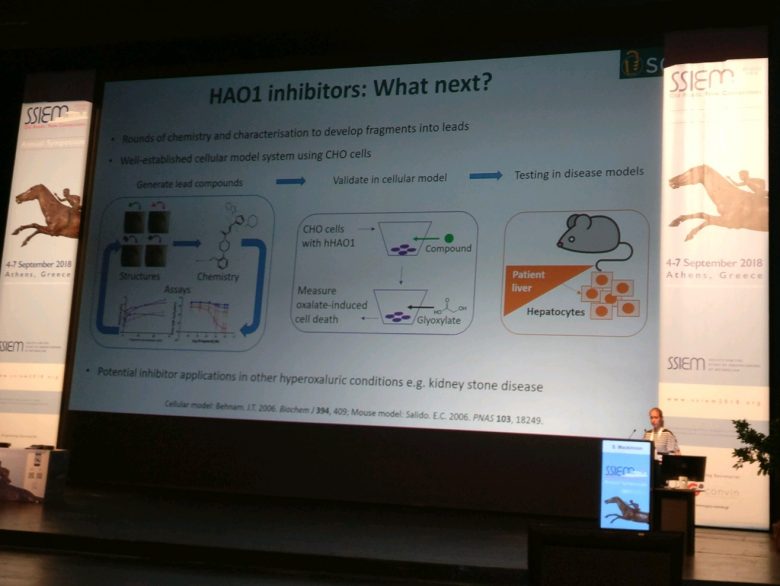 HAO1 inhibitors: What next?
• Rounds of chemistry and characterisation to develop fragments into leads
• Well-established cellular model system using CHO cells
Generate lead compounds
Validate in cellular model
Testing in disease models
Structures
Chemistry
Assays
CHO cells
with hHAO1
Compound
Measure
oxalate-induced
cell death
Glyoxylate
HO
OH
Patient
liver
Hepatocytes
• Potential inhibitor applications in other hyperoxaluric conditions e.g. kidney stone disease
Cellular model: Behnam. J.T. 2006. Biochem J 394, 409; Mouse model: Salido. E.C. 2006. PNAS 103, 18249.
SSIEM
Annual Symposium
4-7 September 2018
Athens, Greece
SSIEM
SSIEM
4-7 September 2018
Athens, Greece
SSIEM
www.ssiem2018.org
SSIEM